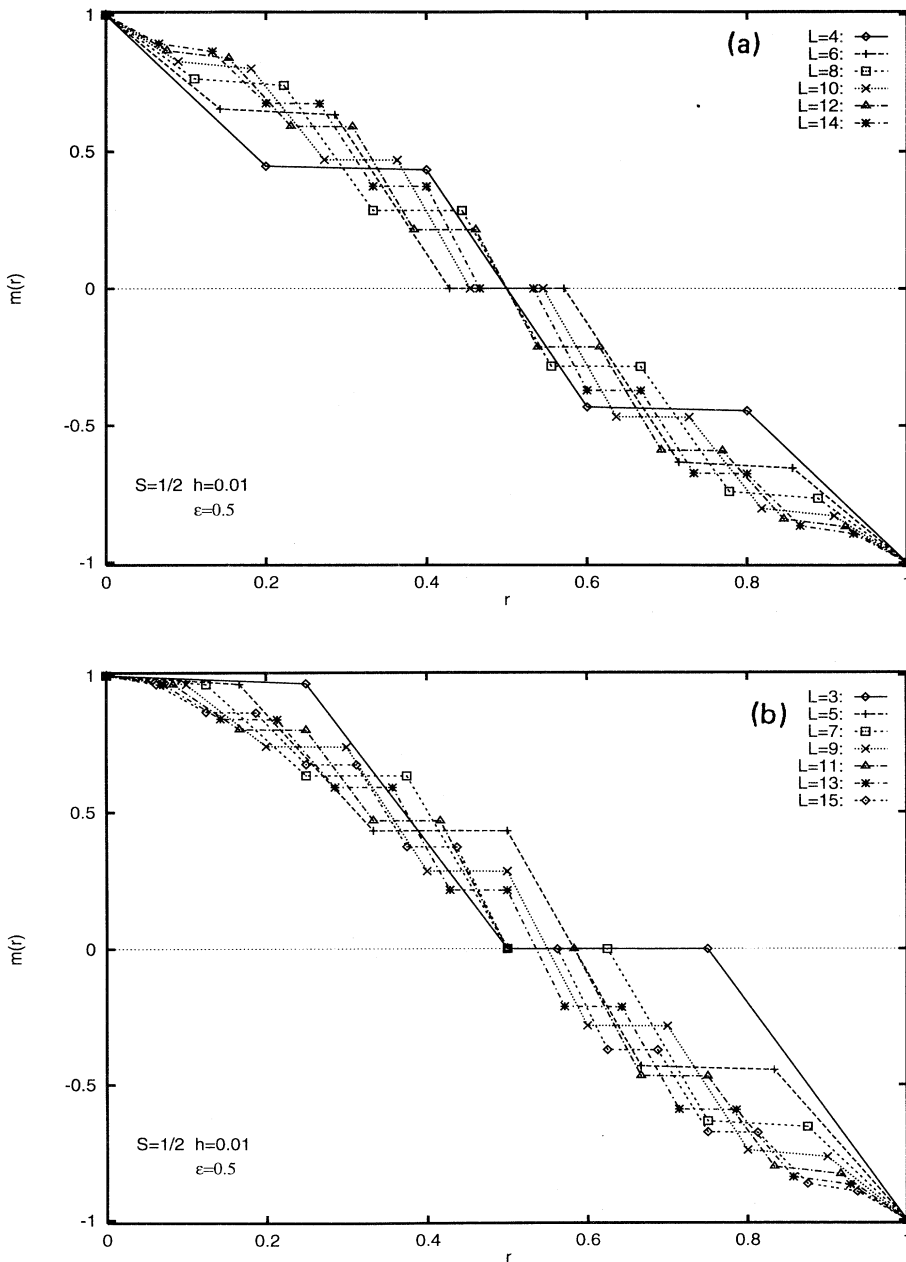 (a)
L=4:
L=6:
L=8:
L=10:
L=12:
L=14:
1
0.5
0
-0.5
-1
m(r)
S=1/2 h=0.01
ε=0.5
0
0.2
0.4
0.6
0.8
1
r
(b)
L=3:
L=5:
L=7:
L=9:
L=11:
L=13:
L=15:
1
0.5
0
-0.5
-1
m(r)
S=1/2 h=0.01
ε=0.5
0
0.2
0.4
0.6
0.8
1
r